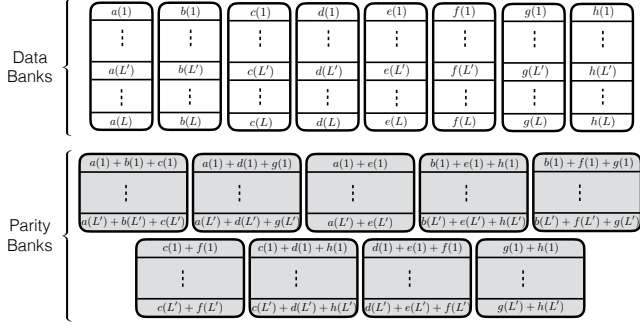 Data Banks
a(1) b(1) c(1) d(1) e(1) f(1) g(1) h(1)
a(L') b(L') c(L') d(L') e(L') f(L') g(L') h(L')
a(L) b(L) c(L) d(L) e(L) f(L) g(L) h(L)
Parity Banks
a(1) + b(1) + c(1) a(1) + d(1) + g(1) a(1) + e(1) b(1) + e(1) + h(1) b(1) + f(1) + g(1)
a(L') + b(L') + c(L') a(L') + d(L') + g(L') a(L') + e(L') b(L') + e(L') + h(L') b(L') + f(L') + g(L')
c(1) + f(1) c(1) + d(1) + h(1) d(1) + e(1) + f(1) g(1) + h(1)
c(L') + f(L') c(L') + d(L') + h(L') d(L') + e(L') + f(L') g(L') + h(L')